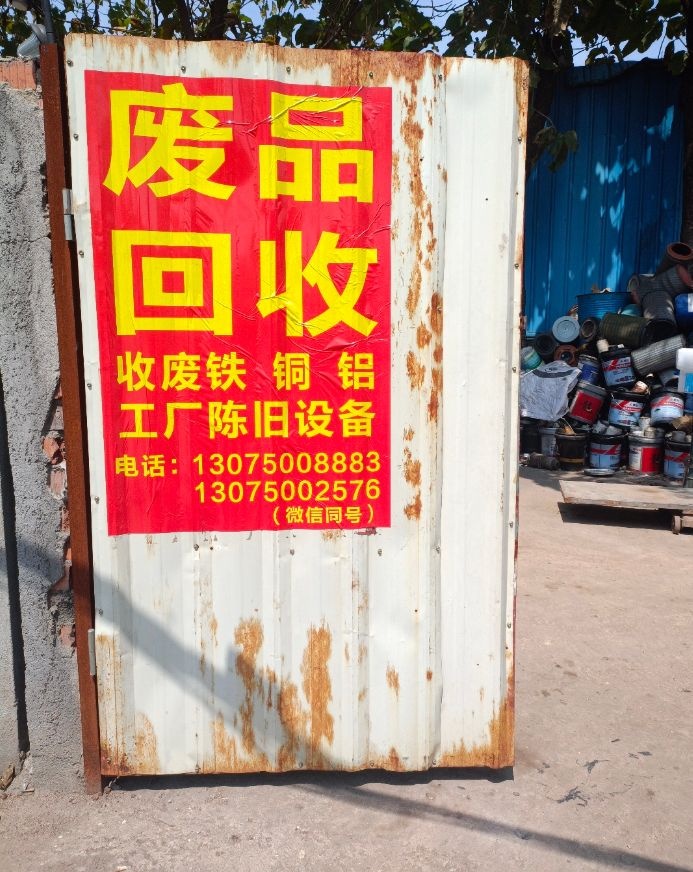 废品
回收
收废铁 铜 铝
工厂陈旧设备
电话：13075008883
13075002576
（微信同号）